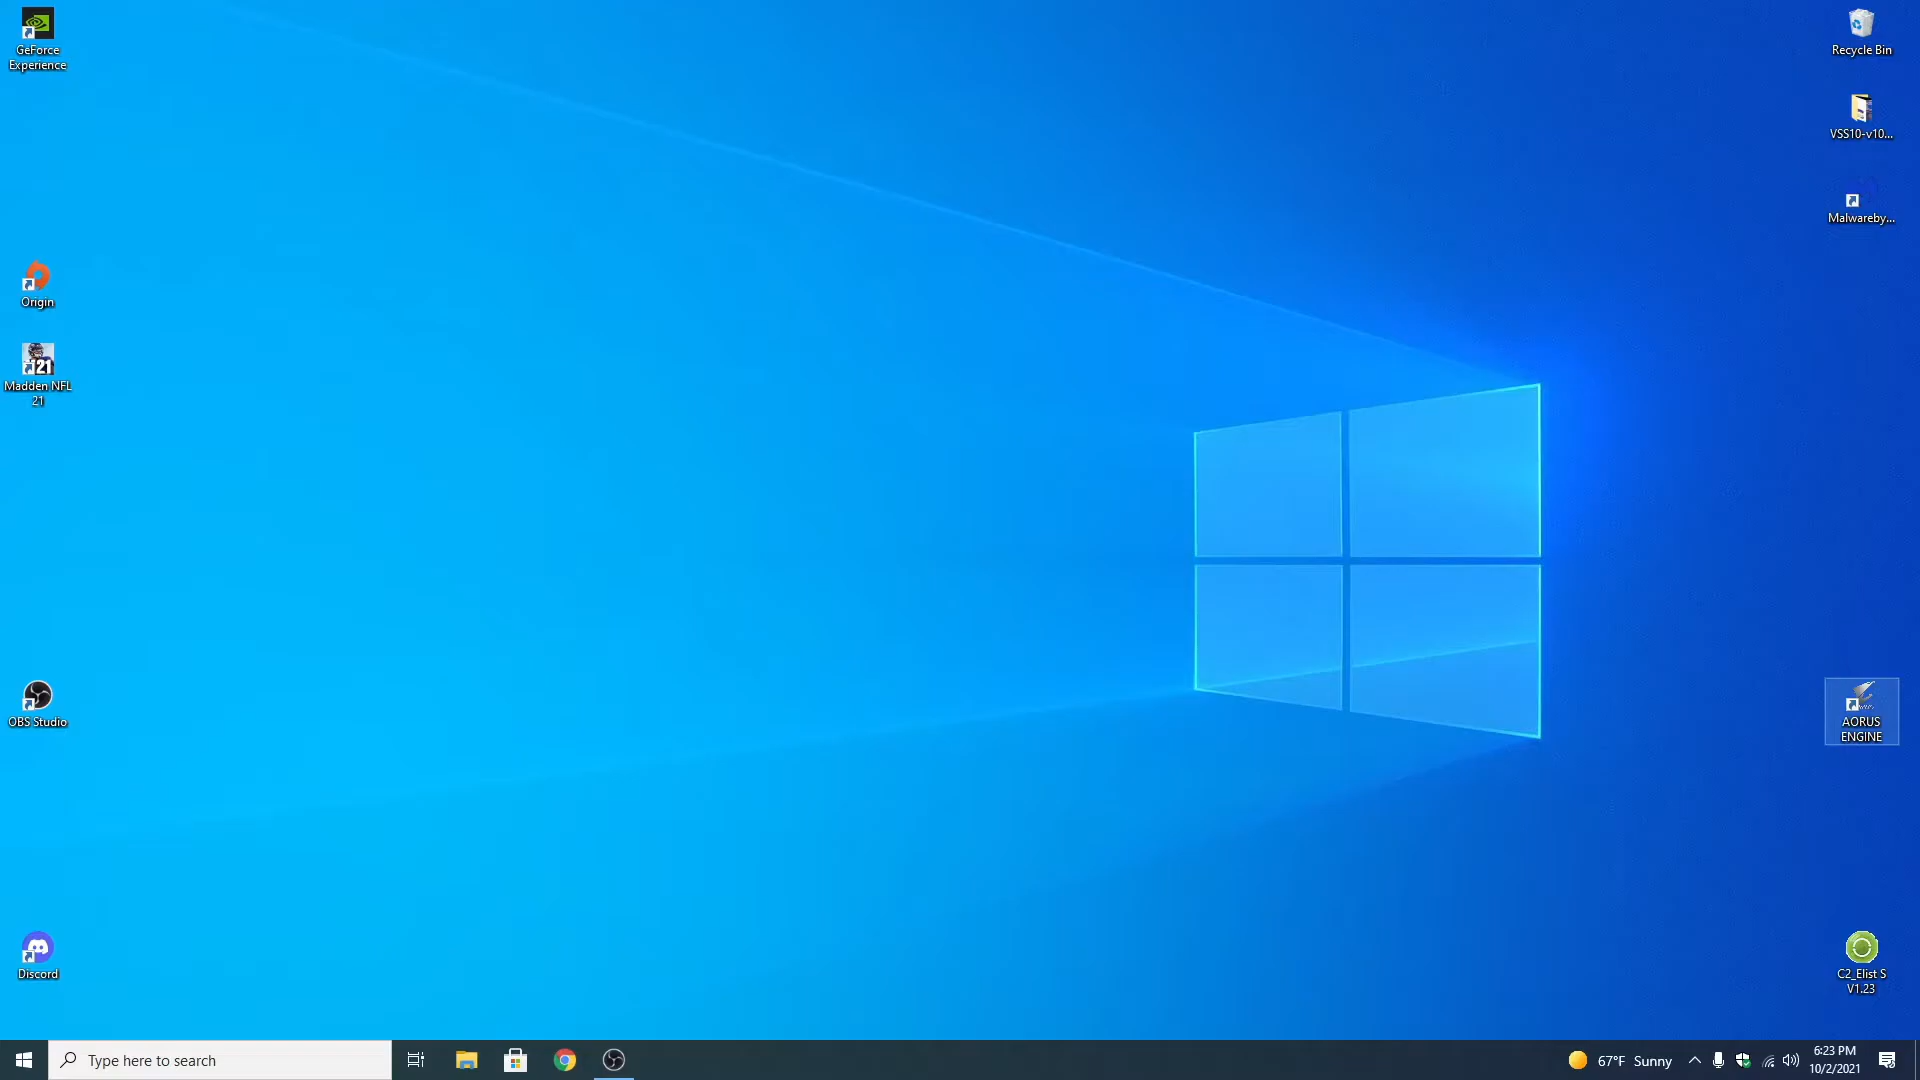 GeForce
Experience
Origin
21
Madden NFL
21
OBS Studio
Discord
Recycle Bin
VSS10-v10...
Malwareby...
AORUS
ENGINE
C2_Elist S
V1.23
Type here to search
67°F Sunny
6:23 PM
10/2/2021